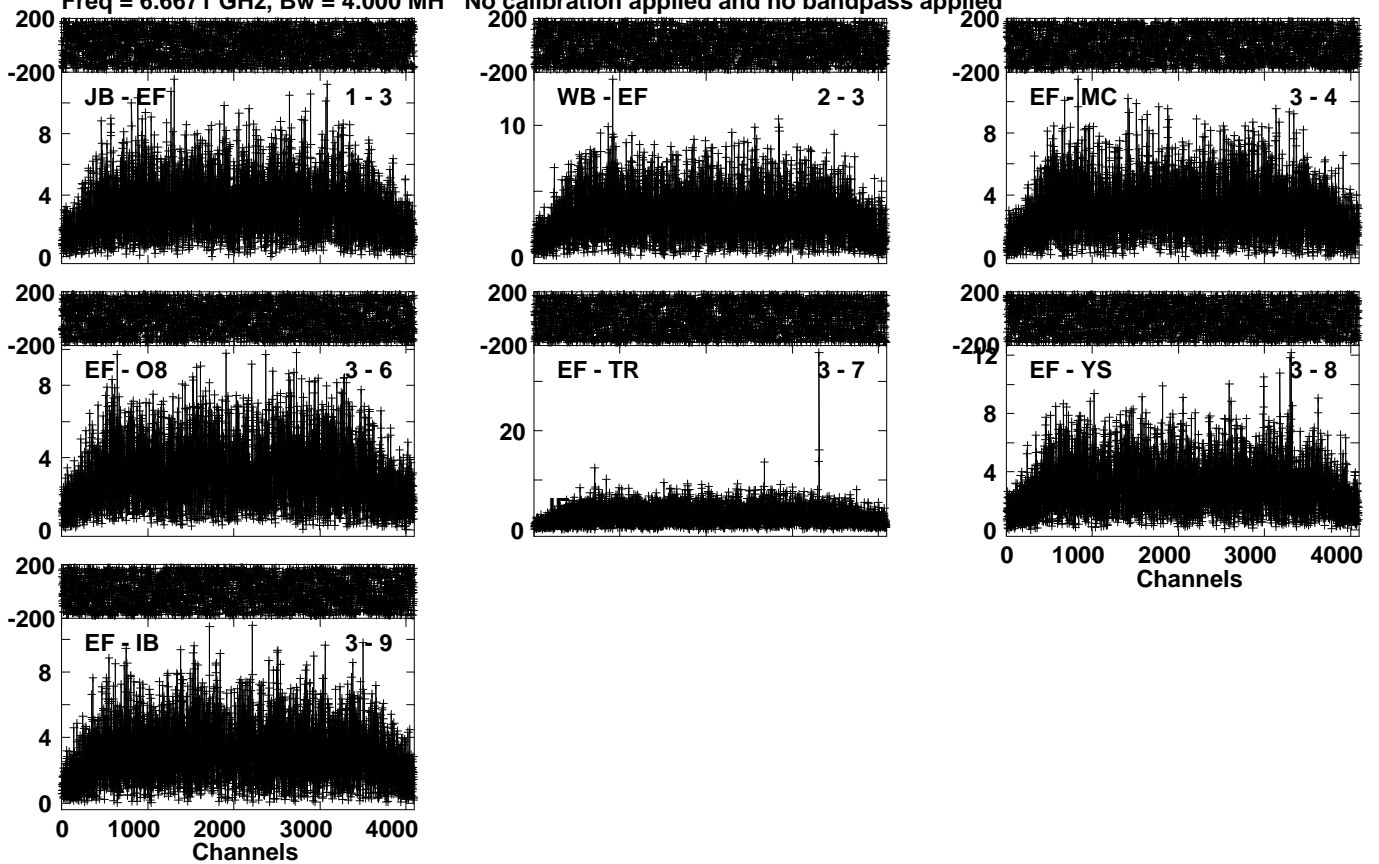 Freq = 6.6671 GHz, Bw = 4.000 MH No calibration applied and no bandpass applied
200
-200
JB - EF 1 - 3
8
4
0
200
-200
WB - EF 2 - 3
10
0
200
-200
EF - MC 3 - 4
8
4
0
200
-200
EF - O8 3 - 6
8
4
0
200
-200
EF - TR 3 - 7
20
0
IF
200
-200
12
EF - YS 3 - 8
8
4
0
0 1000 2000 3000 4000
Channels
200
-200
EF - IB 3 - 9
8
4
0
0 1000 2000 3000 4000
Channels